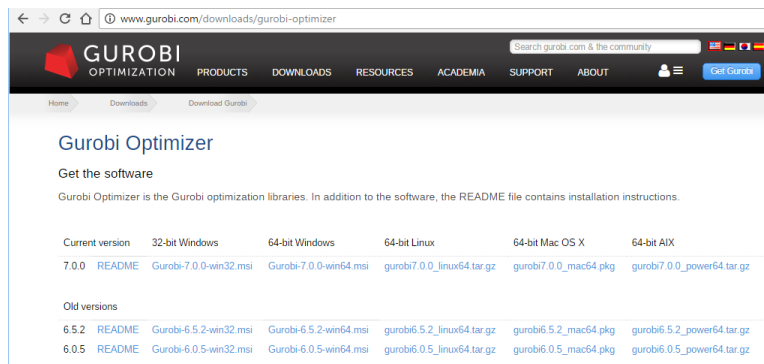 www.gurobi.com/downloads/gurobi-optimizer
Search gurobi.com & the community
GUROBI
OPTIMIZATION
PRODUCTS DOWNLOADS RESOURCES ACADEMIA SUPPORT ABOUT Get Gurobi
Home Downloads Download Gurobi
Gurobi Optimizer
Get the software
Gurobi Optimizer is the Gurobi optimization libraries. In addition to the software, the README file contains installation instructions.
Current version 32-bit Windows 64-bit Windows 64-bit Linux 64-bit Mac OS X 64-bit AIX
7.0.0 README Gurobi-7.0.0-win32.msi Gurobi-7.0.0-win64.msi gurobi7.0.0_linux64.tar.gz gurobi7.0.0_mac64.pkg gurobi7.0.0_power64.tar.gz
Old versions
6.5.2 README Gurobi-6.5.2-win32.msi Gurobi-6.5.2-win64.msi gurobi6.5.2_linux64.tar.gz gurobi6.5.2_mac64.pkg gurobi6.5.2_power64.tar.gz
6.0.5 README Gurobi-6.0.5-win32.msi Gurobi-6.0.5-win64.msi gurobi6.0.5_linux64.tar.gz gurobi6.0.5_mac64.pkg gurobi6.0.5_power64.tar.gz